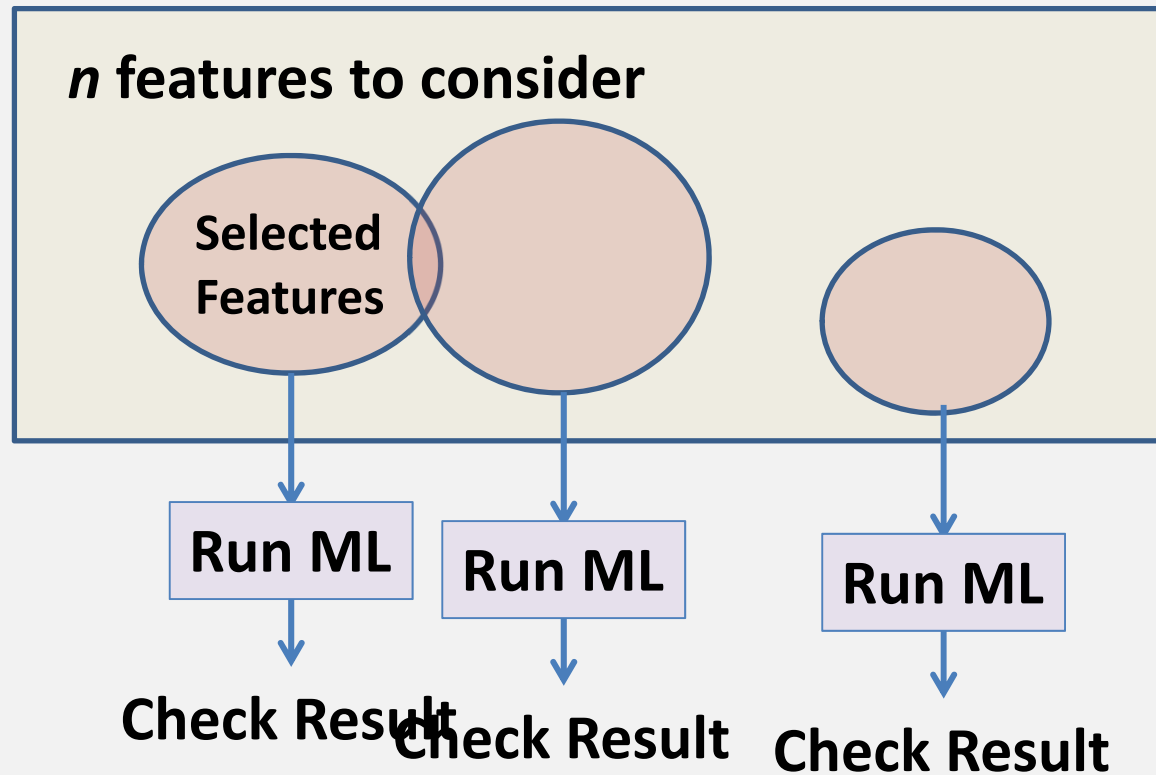 n features to consider
Selected
Features
Run ML
Run ML
Run ML
Check Result
Check Result
Check Result